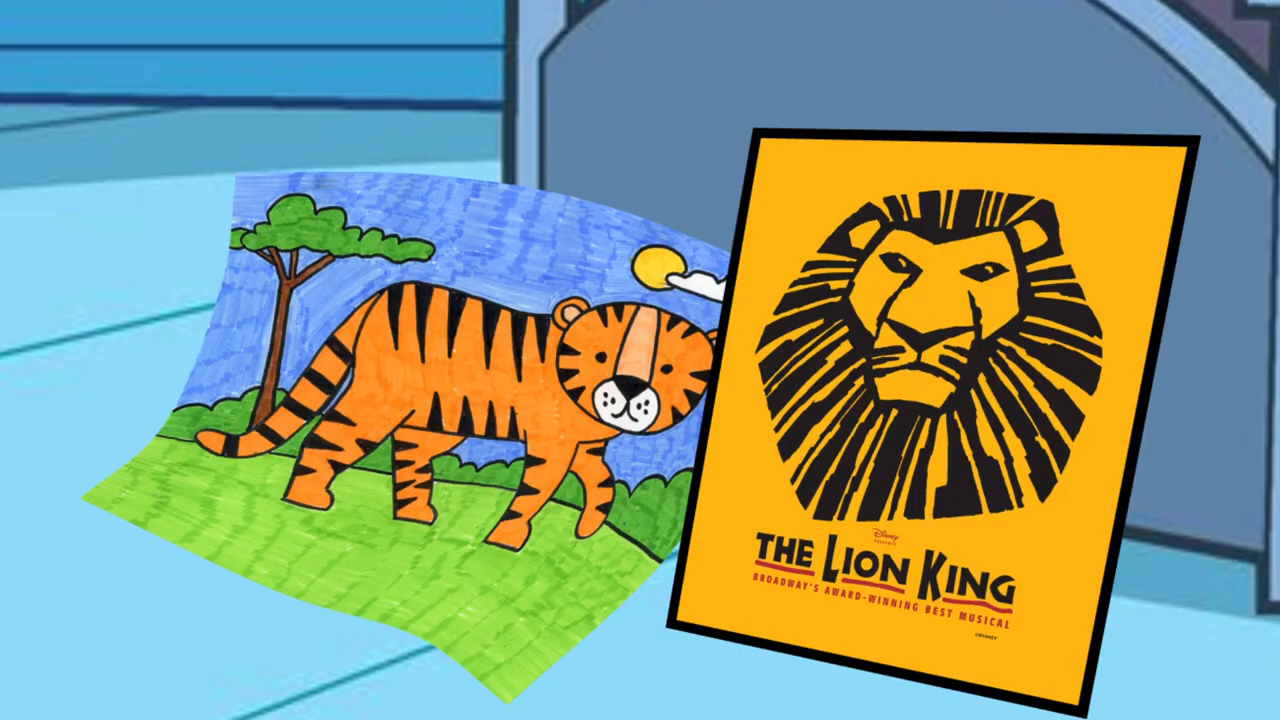 Disney
PRESENTS
THE LION KING
BROADWAY'S AWARD-WINNING BEST MUSICAL
©DISNEY